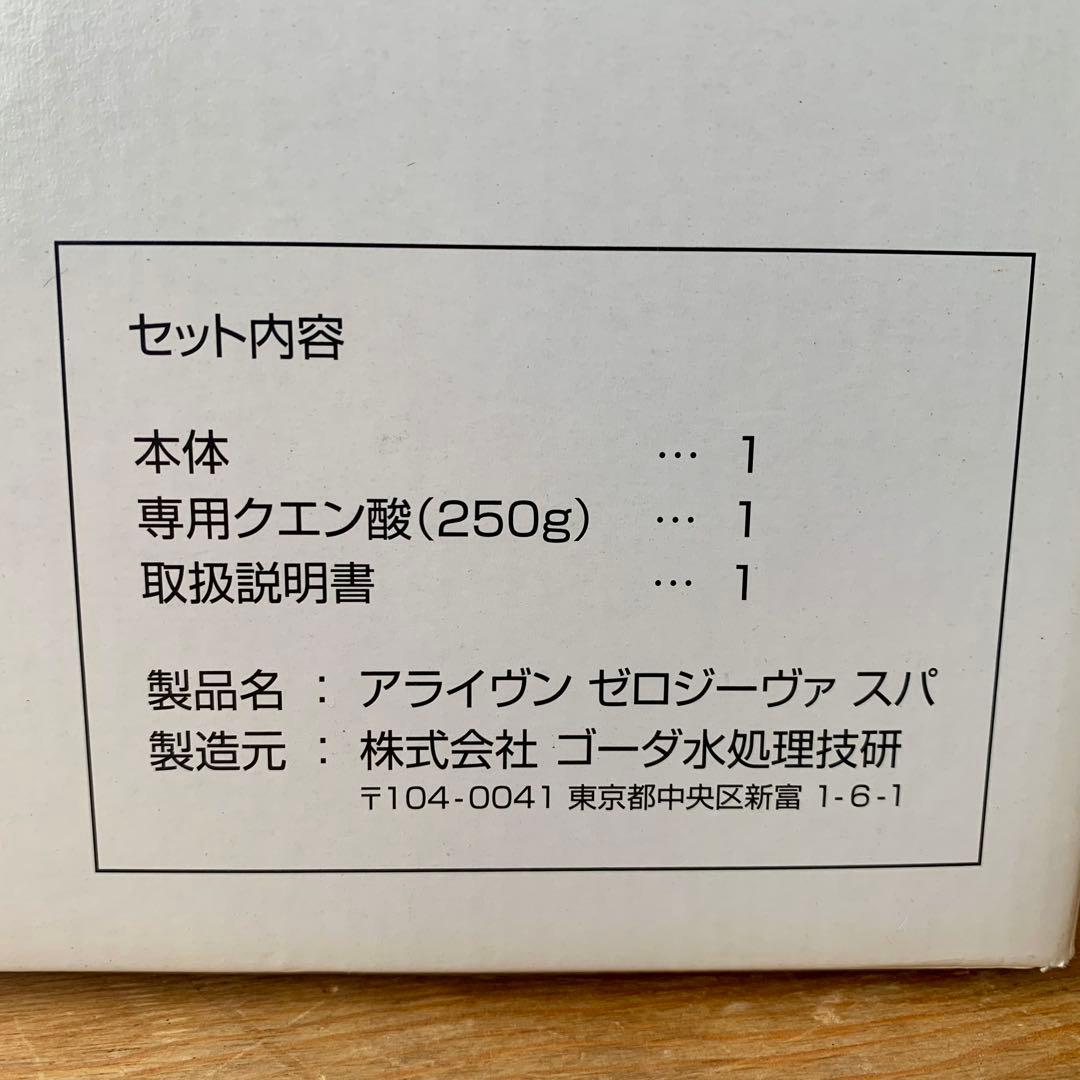 セット内容
本体 … 1
専用クエン酸(250g) … 1
取扱説明書 … 1
製品名 : アライヴン ゼロジーヴァ スパ
製造元 : 株式会社 ゴーダ水処理技研
〒104-0041 東京都中央区新富 1-6-1